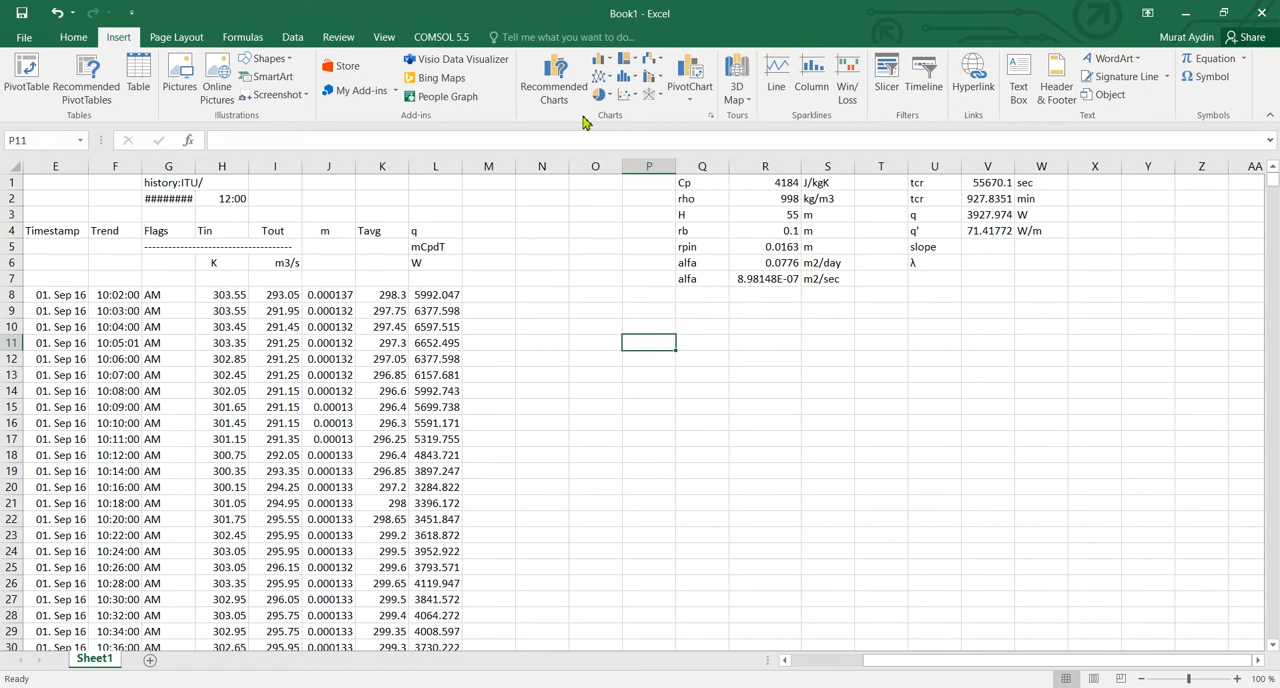 Book1 - Excel
File Home Insert Page Layout Formulas Data Review View COMSOL 5.5 Tell me what you want to do... Murat Aydin Share
PivotTable Recommended PivotTables Table Pictures Online Pictures Shapes SmartArt Screenshot Store My Add-ins Visio Data Visualizer Bing Maps People Graph Recommended Charts PivotChart 3D Map Line Column Win/Loss Slicer Timeline Hyperlink Text Box Header & Footer WordArt Signature Line Object Equation Symbol
Tables Illustrations Add-ins Charts Tours Sparklines Filters Links Text Symbols
P11 fx
E F G H I J K L M N O P Q R S T U V W X Y Z AA
1 history:ITU/ Cp 4184 J/kgK tcr 55670.1 sec
2 ######## 12:00 rho 998 kg/m3 tcr 927.8351 min
3 H 55 m q 3927.974 W
4 Timestamp Trend Flags Tin Tout m Tavg q rb 0.1 m q' 71.41772 W/m
5 ------------------------------------- mCpdT rpin 0.0163 m slope
6 K m3/s W alfa 0.0776 m2/day λ
7 alfa 8.98148E-07 m2/sec
8 01. Sep 16 10:02:00 AM 303.55 293.05 0.000137 298.3 5992.047
9 01. Sep 16 10:03:00 AM 303.55 291.95 0.000132 297.75 6377.598
10 01. Sep 16 10:04:00 AM 303.45 291.45 0.000132 297.45 6597.515
11 01. Sep 16 10:05:01 AM 303.35 291.25 0.000132 297.3 6652.495
12 01. Sep 16 10:06:00 AM 302.85 291.25 0.000132 297.05 6377.598
13 01. Sep 16 10:07:00 AM 302.45 291.25 0.000132 296.85 6157.681
14 01. Sep 16 10:08:00 AM 302.05 291.15 0.000132 296.6 5992.743
15 01. Sep 16 10:09:00 AM 301.65 291.15 0.00013 296.4 5699.738
16 01. Sep 16 10:10:00 AM 301.45 291.15 0.00013 296.3 5591.171
17 01. Sep 16 10:11:00 AM 301.15 291.35 0.00013 296.25 5319.755
18 01. Sep 16 10:12:00 AM 300.75 292.05 0.000133 296.4 4843.721
19 01. Sep 16 10:14:00 AM 300.35 293.35 0.000133 296.85 3897.247
20 01. Sep 16 10:16:00 AM 300.15 294.25 0.000133 297.2 3284.822
21 01. Sep 16 10:18:00 AM 301.05 294.95 0.000133 298 3396.172
22 01. Sep 16 10:20:00 AM 301.75 295.55 0.000133 298.65 3451.847
23 01. Sep 16 10:22:00 AM 302.45 295.95 0.000133 299.2 3618.872
24 01. Sep 16 10:24:00 AM 303.05 295.95 0.000133 299.5 3952.922
25 01. Sep 16 10:26:00 AM 303.05 296.15 0.000132 299.6 3793.571
26 01. Sep 16 10:28:00 AM 303.35 295.95 0.000133 299.65 4119.947
27 01. Sep 16 10:30:00 AM 302.95 296.05 0.000133 299.5 3841.572
28 01. Sep 16 10:32:00 AM 303.05 295.75 0.000133 299.4 4064.272
29 01. Sep 16 10:34:00 AM 302.95 295.75 0.000133 299.35 4008.597
30 01. Sep 16 10:36:00 AM 302.65 295.95 0.000133 299.3 3730.222
Sheet1
Ready 100 %